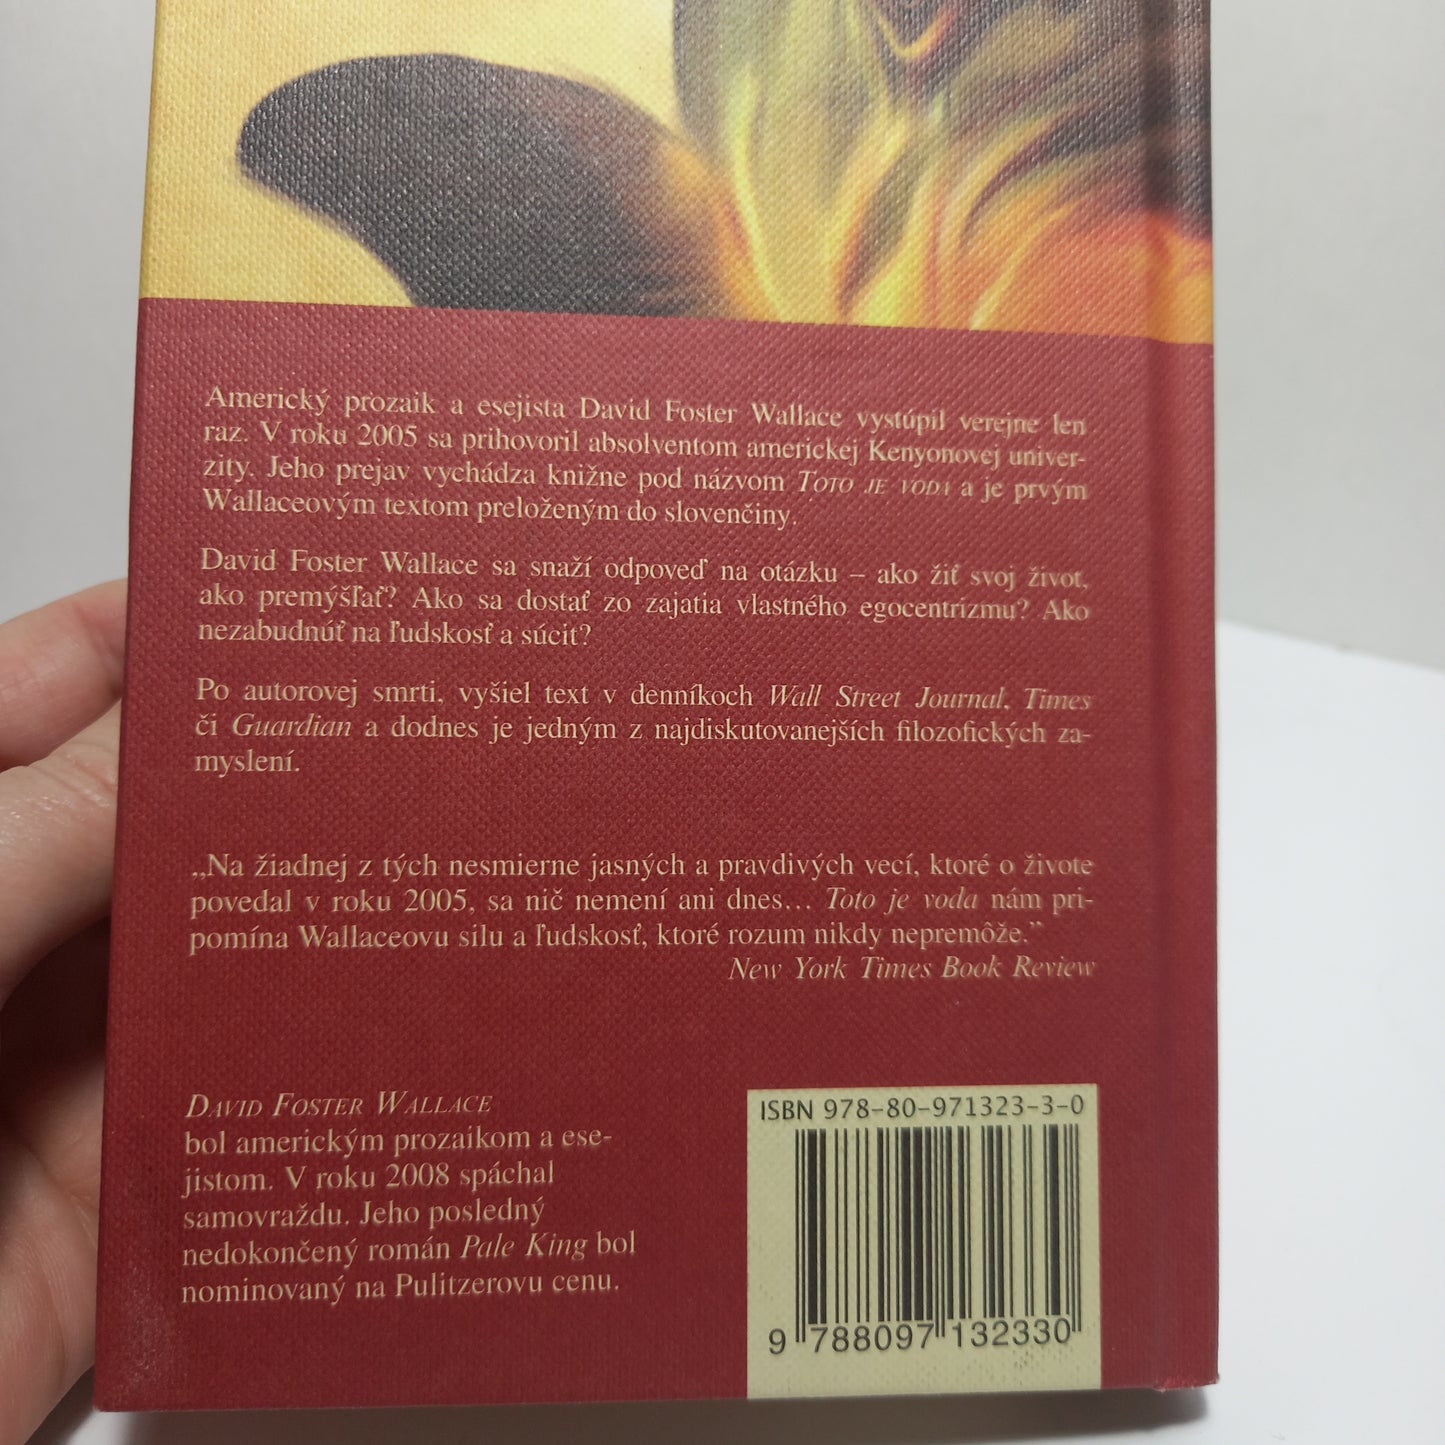 Americký prozaik a esejista David Foster Wallace vystúpil verejne len
raz. V roku 2005 sa prihovoril absolventom americkej Kenyonovej univer-
zity. Jeho prejav vychádza knižne pod názvom TOTO JE VODA a je prvým
Wallaceovým textom preloženým do slovenčiny.
David Foster Wallace sa snaží odpoveď na otázku – ako žiť svoj život,
ako premýšľať? Ako sa dostať zo zajatia vlastného egocentrizmu? Ako
nezabudnúť na ľudskosť a súcit?
Po autorovej smrti, vyšiel text v denníkoch Wall Street Journal, Times
či Guardian a dodnes je jedným z najdiskutovanejších filozofických za-
myslení.
„Na žiadnej z tých nesmierne jasných a pravdivých vecí, ktoré o živote
povedal v roku 2005, sa nič nemení ani dnes... Toto je voda nám pri-
pomína Wallaceovu silu a ľudskosť, ktoré rozum nikdy nepremôže.”
New York Times Book Review
DAVID FOSTER WALLACE
bol americkým prozaikom a ese-
jistom. V roku 2008 spáchal
samovraždu. Jeho posledný
nedokončený román Pale King bol
nominovaný na Pulitzerovu cenu.
ISBN 978-80-971323-3-0
9 788097 132330